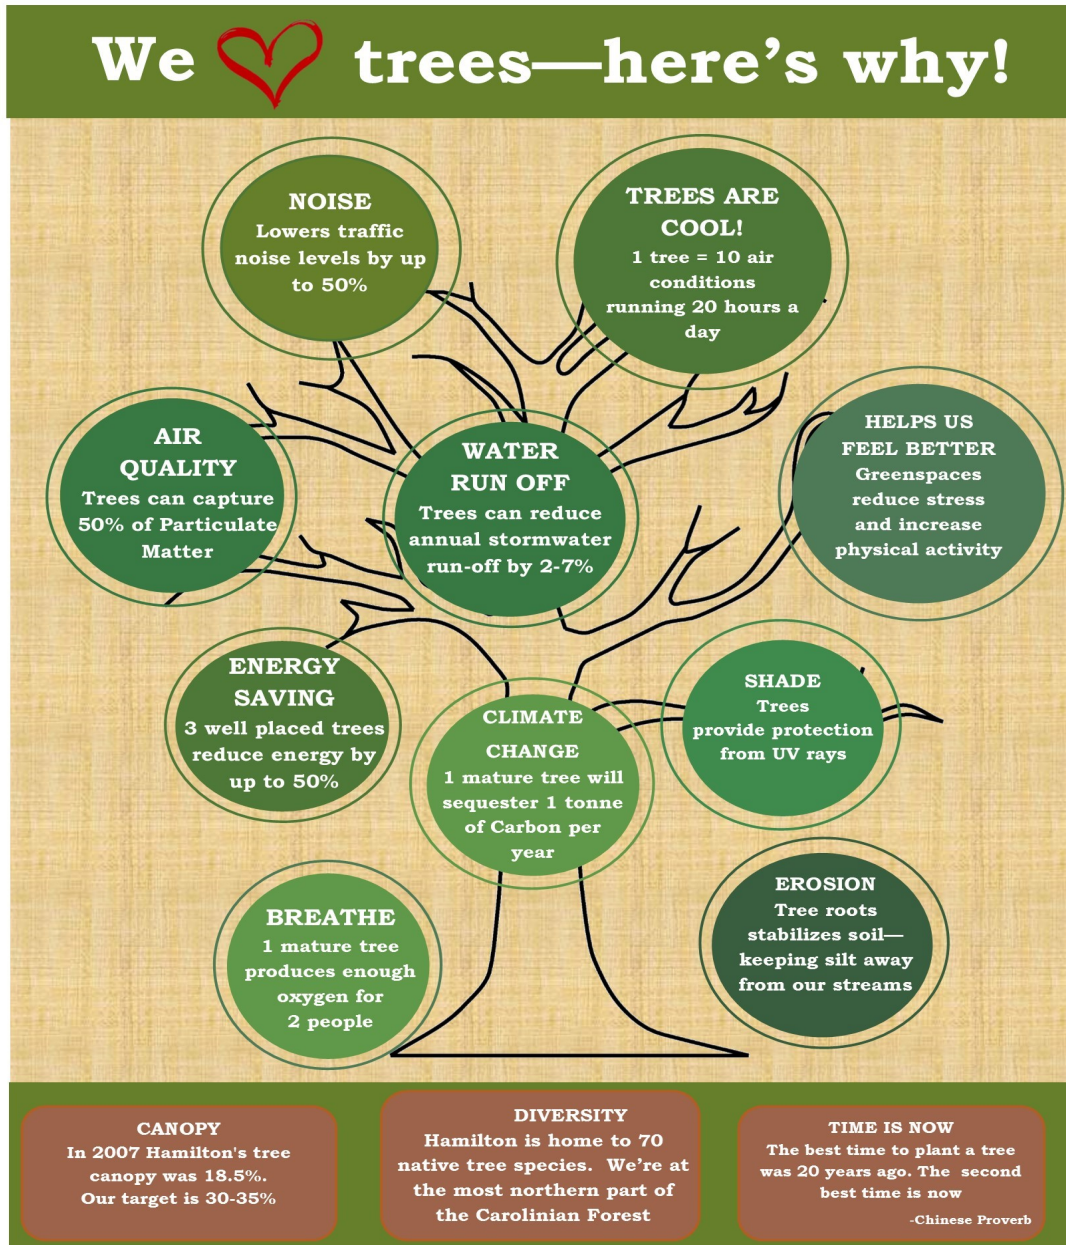 We trees—here's why!
NOISE
Lowers traffic
noise levels by up
to 50%
TREES ARE
COOL!
1 tree = 10 air
conditions
running 20 hours a
day
AIR
QUALITY
Trees can capture
50% of Particulate
Matter
WATER
RUN OFF
Trees can reduce
annual stormwater
run-off by 2-7%
HELPS US
FEEL BETTER
Greenspaces
reduce stress
and increase
physical activity
ENERGY
SAVING
3 well placed trees
reduce energy by
up to 50%
CLIMATE
CHANGE
1 mature tree will
sequester 1 tonne
of Carbon per
year
SHADE
Trees
provide protection
from UV rays
BREATHE
1 mature tree
produces enough
oxygen for
2 people
EROSION
Tree roots
stabilizes soil—
keeping silt away
from our streams
CANOPY
In 2007 Hamilton's tree
canopy was 18.5%.
Our target is 30-35%
DIVERSITY
Hamilton is home to 70
native tree species. We're at
the most northern part of
the Carolinian Forest
TIME IS NOW
The best time to plant a tree
was 20 years ago. The second
best time is now
-Chinese Proverb